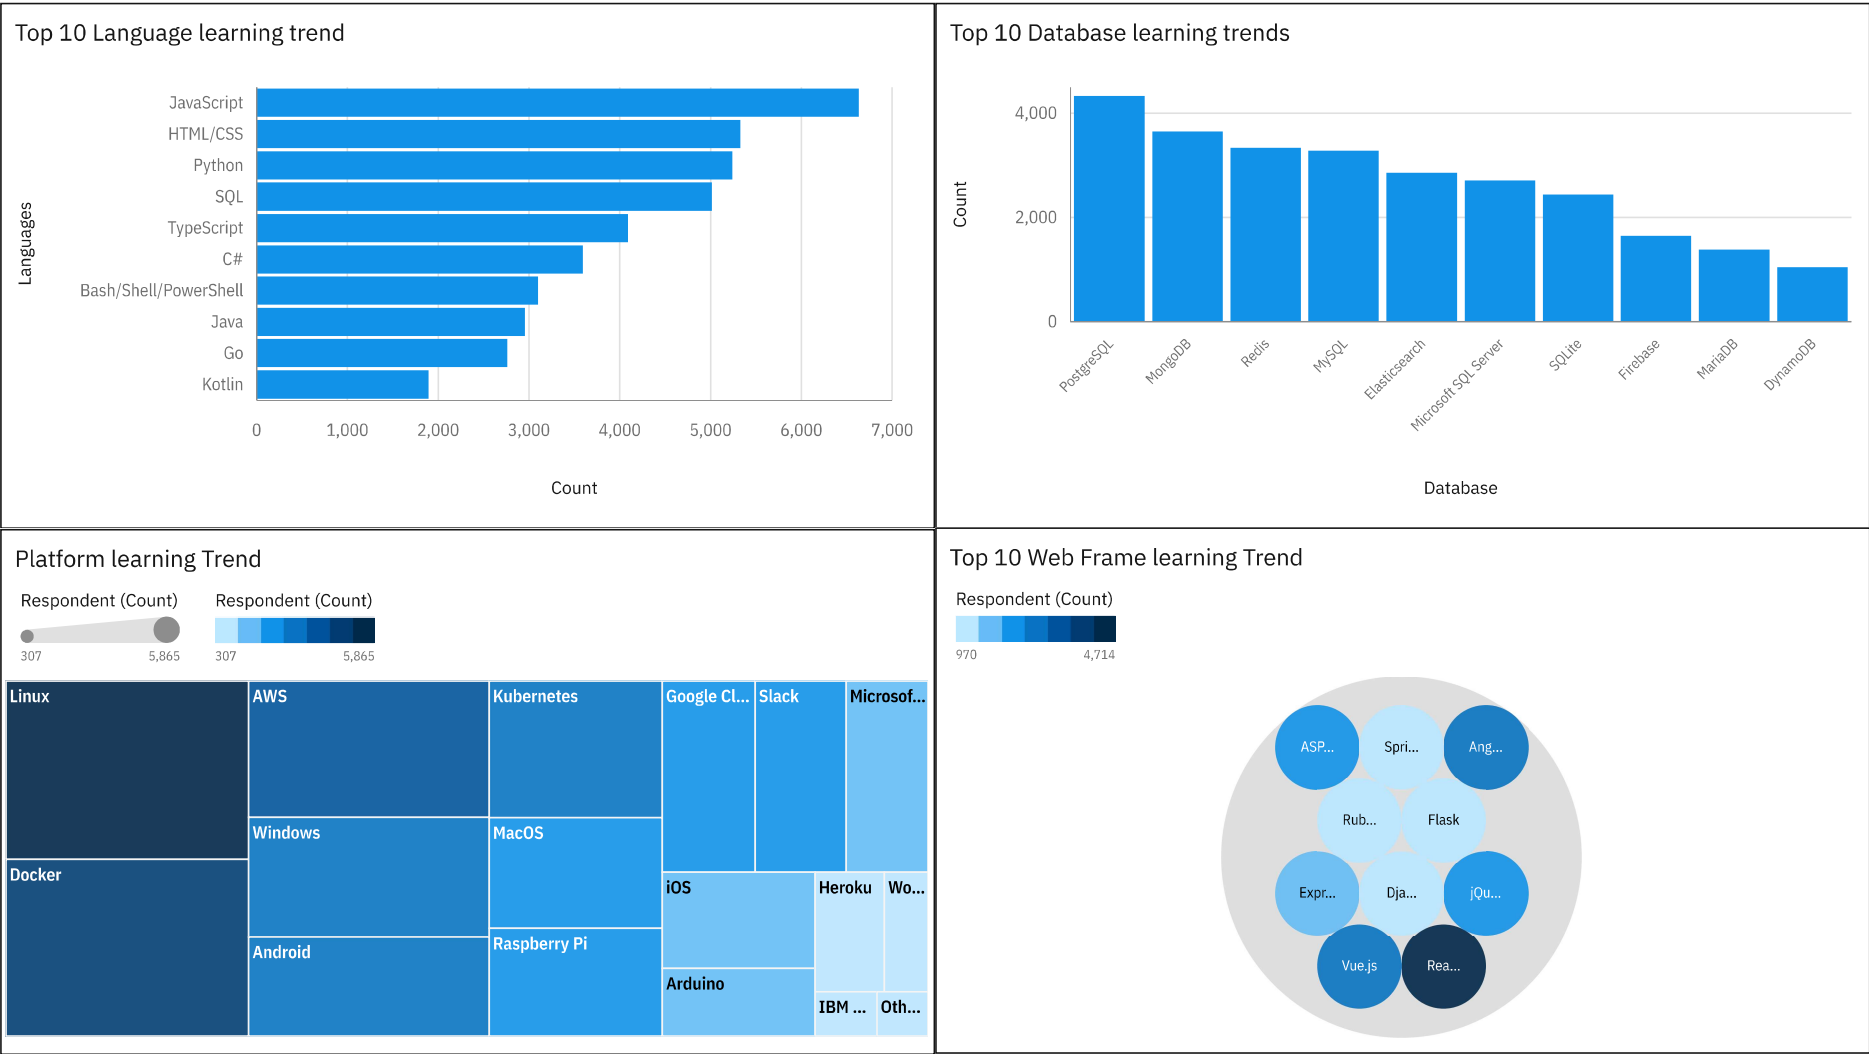 Top 10 Language learning trend
Languages
JavaScript
HTML/CSS
Python
SQL
TypeScript
C#
Bash/Shell/PowerShell
Java
Go
Kotlin
0 1,000 2,000 3,000 4,000 5,000 6,000 7,000
Count
Top 10 Database learning trends
Count
4,000
2,000
0
PostgreSQL MongoDB Redis MySQL Elasticsearch Microsoft SQL Server SQLite Firebase MariaDB DynamoDB
Database
Platform learning Trend
Respondent (Count) Respondent (Count)
307 5,865 307 5,865
Linux AWS Kubernetes Google Cl... Slack Microsof...
Windows MacOS
Docker iOS Heroku Wo...
Android Raspberry Pi
Arduino IBM ... Oth...
Top 10 Web Frame learning Trend
Respondent (Count)
970 4,714
ASP... Spri... Ang...
Rub... Flask
Expr... Dja... jQu...
Vue.js Rea...